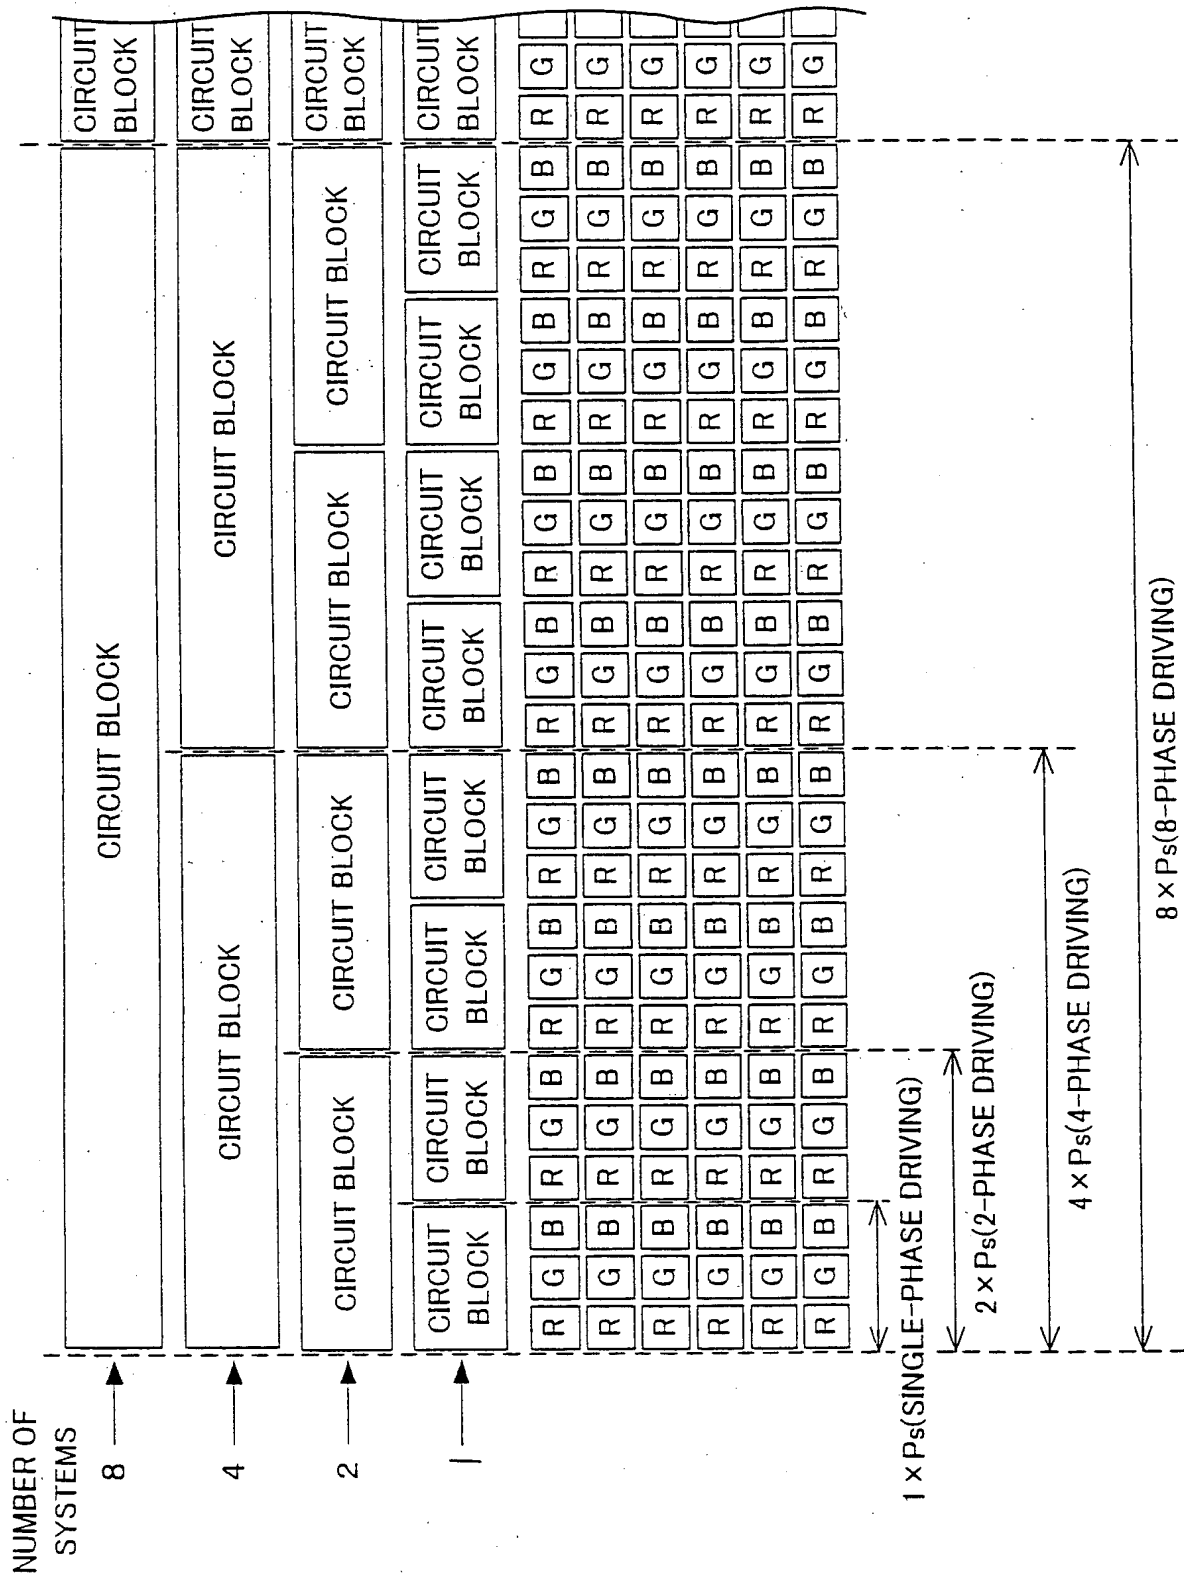 NUMBER OF
SYSTEMS
8 CIRCUIT BLOCK CIRCUIT
BLOCK
4 CIRCUIT BLOCK CIRCUIT BLOCK CIRCUIT
BLOCK
2 CIRCUIT BLOCK CIRCUIT BLOCK CIRCUIT BLOCK CIRCUIT BLOCK CIRCUIT
BLOCK
1 CIRCUIT CIRCUIT CIRCUIT CIRCUIT CIRCUIT CIRCUIT CIRCUIT CIRCUIT CIRCUIT
BLOCK BLOCK BLOCK BLOCK BLOCK BLOCK BLOCK BLOCK BLOCK
R G B R G B R G B R G B R G B R G B R G B R G B R G
R G B R G B R G B R G B R G B R G B R G B R G B R G
R G B R G B R G B R G B R G B R G B R G B R G B R G
R G B R G B R G B R G B R G B R G B R G B R G B R G
R G B R G B R G B R G B R G B R G B R G B R G B R G
R G B R G B R G B R G B R G B R G B R G B R G B R G
1 × Ps(SINGLE-PHASE DRIVING)
2 × Ps(2-PHASE DRIVING)
4 × Ps(4-PHASE DRIVING)
8 × Ps(8-PHASE DRIVING)